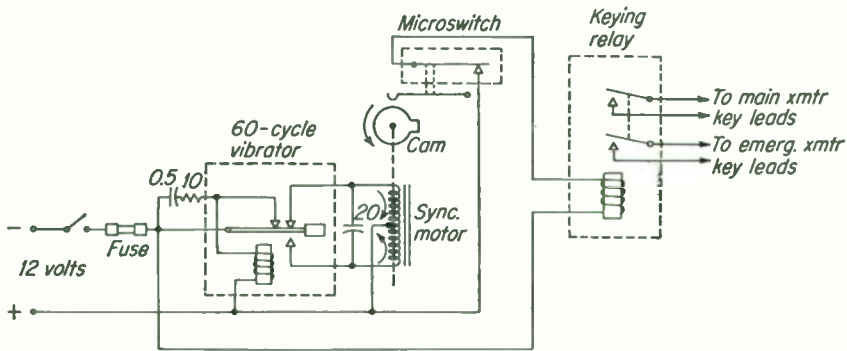 Microswitch
Keying
relay
To main xmtr
key leads
To emerg. xmtr
key leads
60-cycle
vibrator
Cam
0.5 10
20
Sync.
motor
Fuse
-
12 volts
+